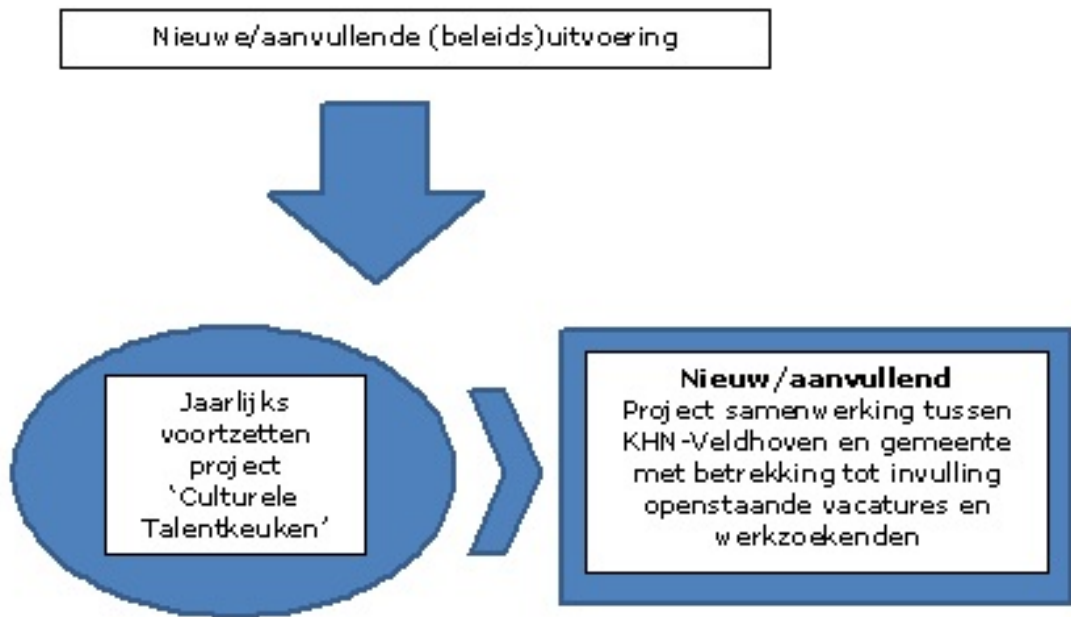 Nieuwe/aanvullende (beleids)uitvoering
Jaarlijks
voortzetten
project
‘Culturele
Talentkeuken’
Nieuw/aanvullend
Project samenwerking tussen
KHN-Veldhoven en gemeente
met betrekking tot invulling
openstaande vacatures en
werkzoekenden